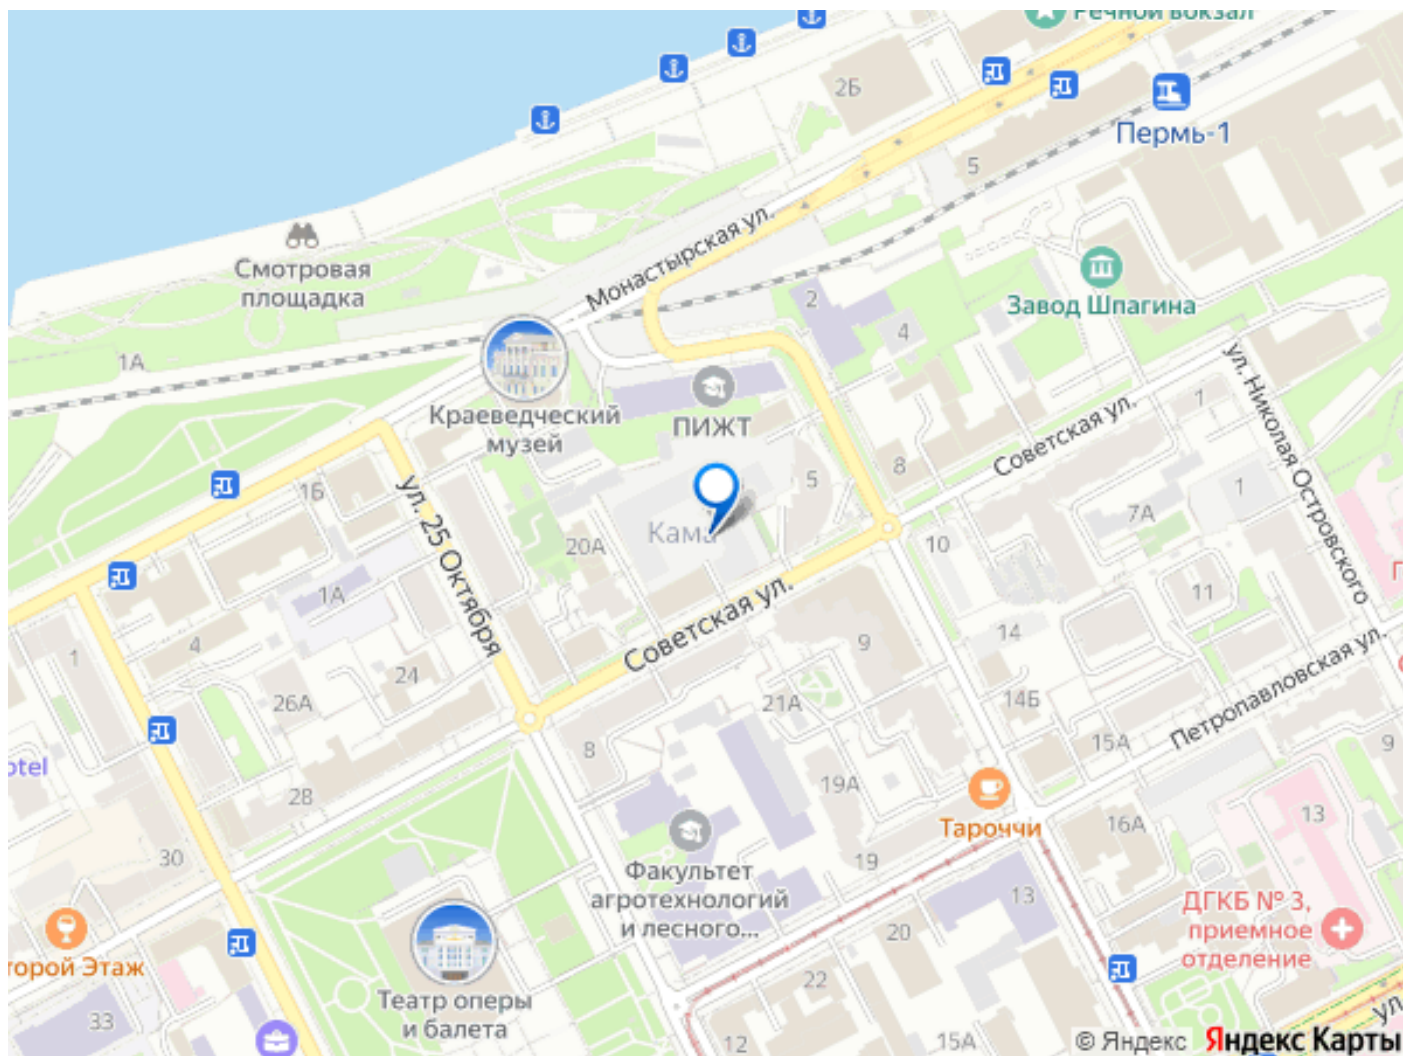 Речной вокзал
2Б
Пермь-1
5
Монастырская ул.
Смотровая
площадка
2
Завод Шпагина
4
1А
Краеведческий
музей
ПИЖТ
ул. Николая Островского
Советская ул.
1
8
5
1Б
ул. 25 Октября
1
7А
Кама
20А
10
1А
11
Советская ул.
14
9
4
1
24
21А
14Б
Петропавловская ул.
26А
8
15А
9
otel
19А
28
13
Тароччи
16А
30
19
Факультет
агротехнологий
и лесного...
13
ДГКБ № 3,
приемное
отделение
20
торой Этаж
22
Театр оперы
и балета
33
12
15А
ул
© Яндекс Яндекс Карты